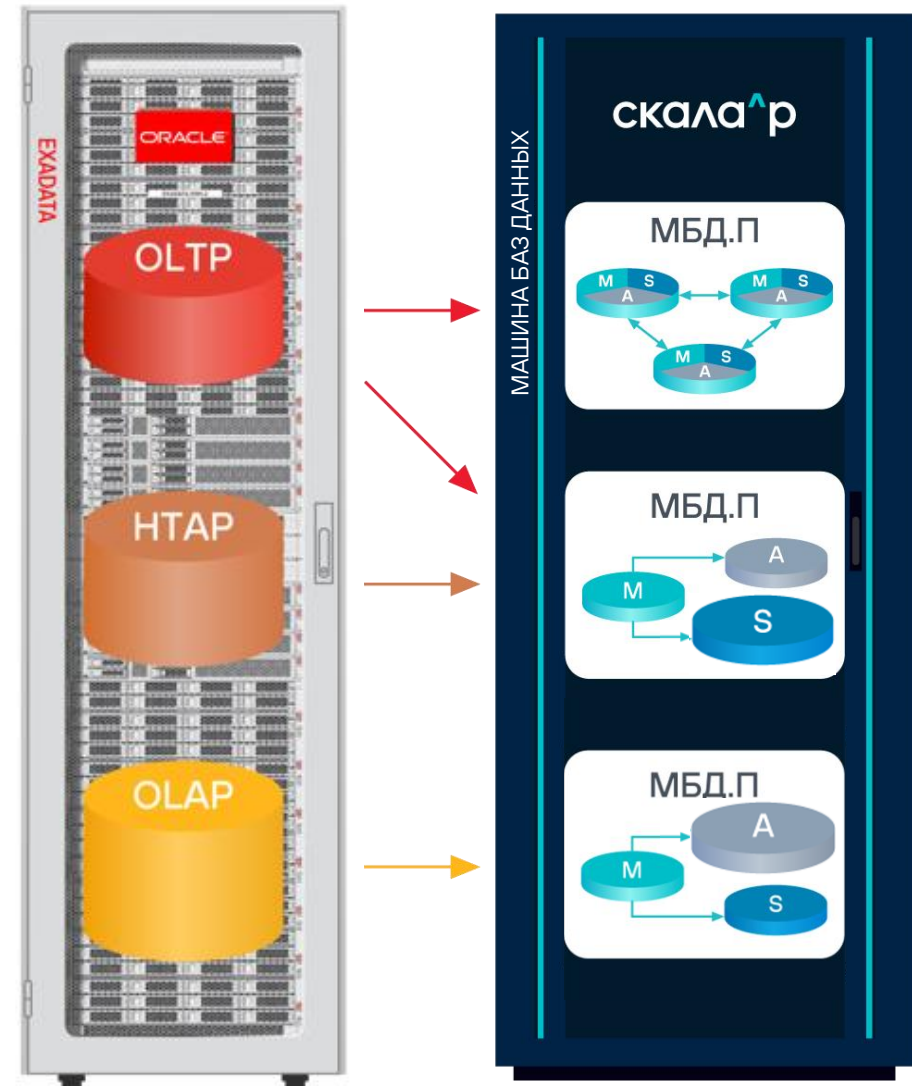 ORACLE
EXADATA
OLTP
HTAP
OLAP
скала^р
МАШИНА БАЗ ДАННЫХ
МБД.П
M S A
M S A
M S A
МБД.П
M
A
S
МБД.П
M
A
S